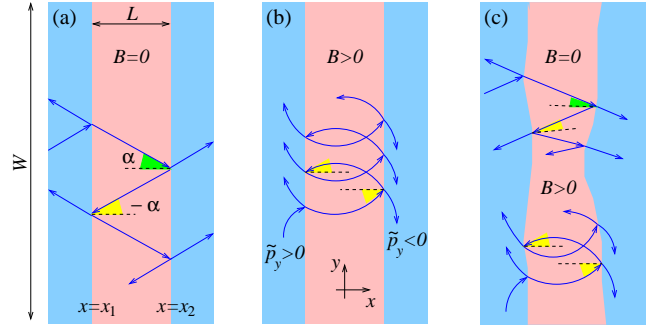 (a)
L
B=0
α
– α
W
x=x₁
x=x₂
(b)
B>0
p̃y>0
p̃y<0
y
x
(c)
B=0
B>0